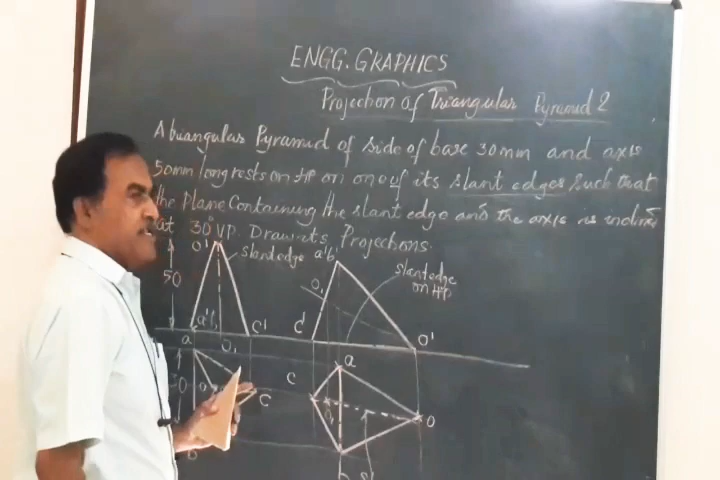 ENGG. GRAPHICS
Projection of Triangular Pyramid 2
A triangular Pyramid of side of base 30mm and axis
50mm long rests on HP on one of its slant edges such that
the plane containing the slant edge and the axis is inclined
at 30° VP. Draw its Projections.
o' slant edge a'b' slant edge
on HP
50 o1
a'b' c' c' o'
a o1
c a
30 o c o
b b